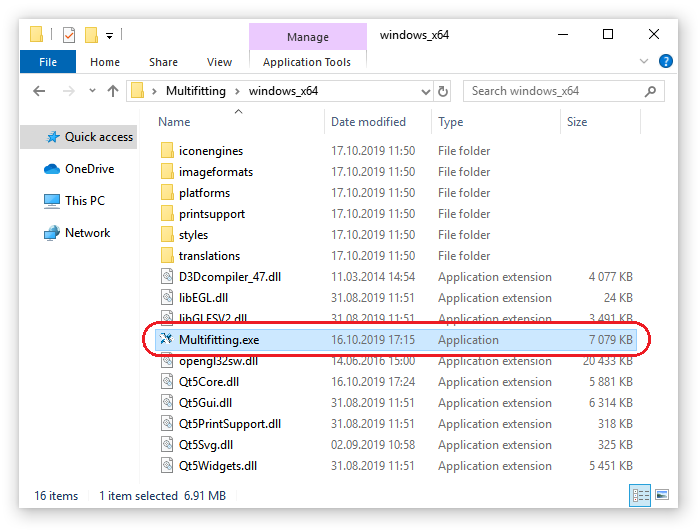 Manage windows_x64
File Home Share View Application Tools
Multifitting windows_x64 Search windows_x64
Name Date modified Type Size
Quick access
OneDrive
This PC
Network
iconengines 17.10.2019 11:50 File folder
imageformats 17.10.2019 11:50 File folder
platforms 17.10.2019 11:50 File folder
printsupport 17.10.2019 11:50 File folder
styles 17.10.2019 11:50 File folder
translations 17.10.2019 11:50 File folder
D3Dcompiler_47.dll 11.03.2014 14:54 Application extension 4 077 KB
libEGL.dll 31.08.2019 11:51 Application extension 24 KB
libGLESV2.dll 31.08.2019 11:51 Application extension 3 491 KB
Multifitting.exe 16.10.2019 17:15 Application 7 079 KB
opengl32sw.dll 14.06.2016 15:00 Application extension 20 433 KB
Qt5Core.dll 16.10.2019 17:24 Application extension 5 881 KB
Qt5Gui.dll 31.08.2019 11:51 Application extension 6 314 KB
Qt5PrintSupport.dll 31.08.2019 11:51 Application extension 318 KB
Qt5Svg.dll 02.09.2019 10:58 Application extension 325 KB
Qt5Widgets.dll 31.08.2019 11:51 Application extension 5 451 KB
16 items 1 item selected 6.91 MB